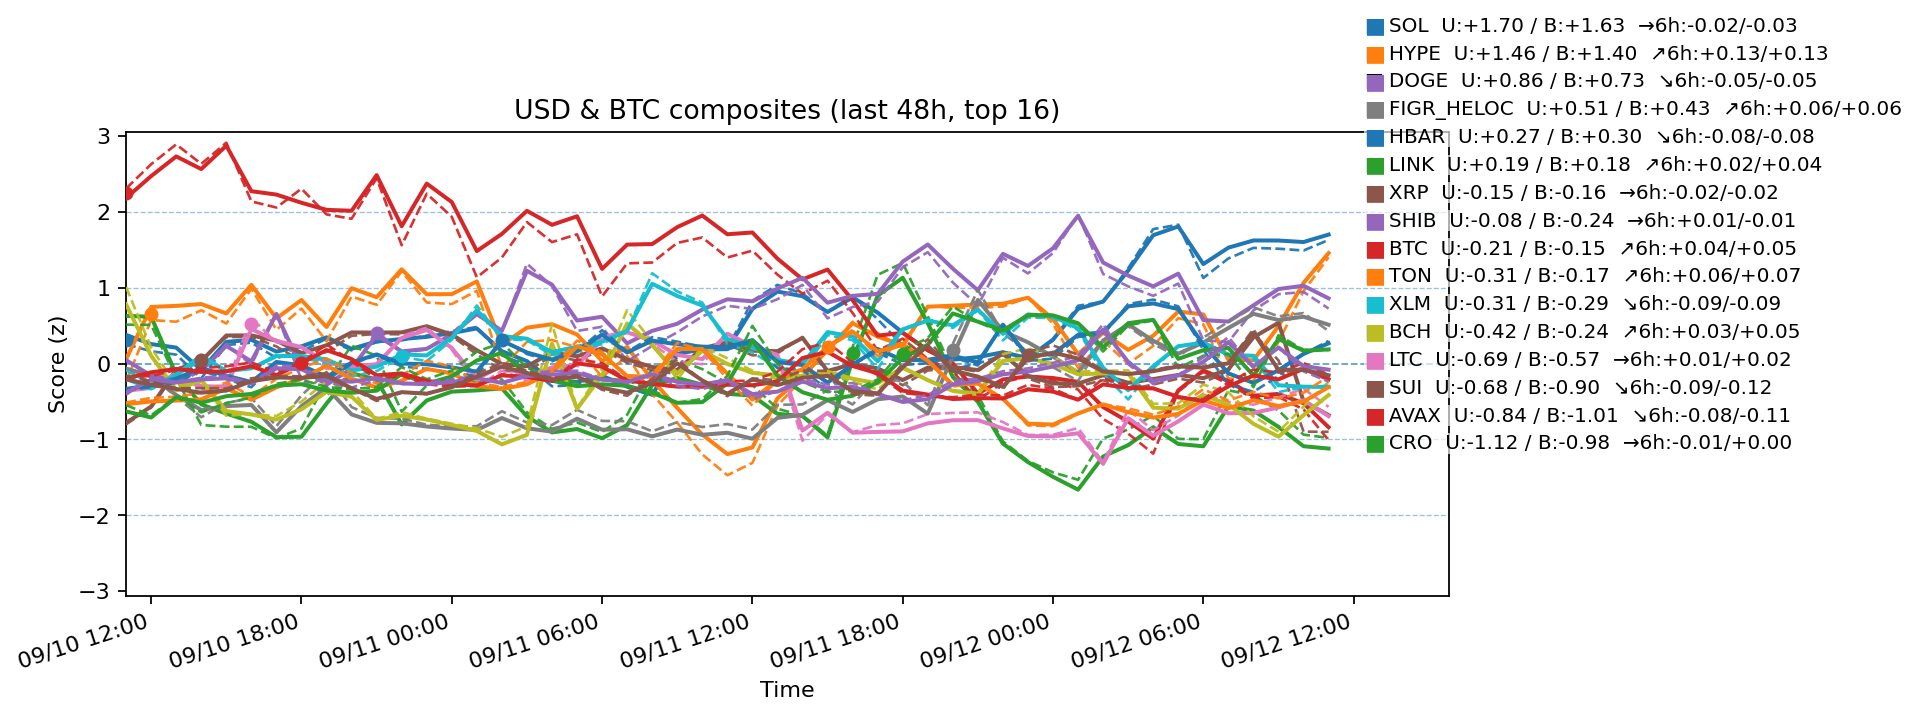 SOL U:+1.70 / B:+1.63 →6h:-0.02/-0.03
HYPE U:+1.46 / B:+1.40 ↗6h:+0.13/+0.13
DOGE U:+0.86 / B:+0.73 ↘6h:-0.05/-0.05
FIGR_HELOC U:+0.51 / B:+0.43 ↗6h:+0.06/+0.06
HBAR U:+0.27 / B:+0.30 ↘6h:-0.08/-0.08
LINK U:+0.19 / B:+0.18 ↗6h:+0.02/+0.04
XRP U:-0.15 / B:-0.16 →6h:-0.02/-0.02
SHIB U:-0.08 / B:-0.24 →6h:+0.01/-0.01
BTC U:-0.21 / B:-0.15 ↗6h:+0.04/+0.05
TON U:-0.31 / B:-0.17 ↗6h:+0.06/+0.07
XLM U:-0.31 / B:-0.29 ↘6h:-0.09/-0.09
BCH U:-0.42 / B:-0.24 ↗6h:+0.03/+0.05
LTC U:-0.69 / B:-0.57 →6h:+0.01/+0.02
SUI U:-0.68 / B:-0.90 ↘6h:-0.09/-0.12
AVAX U:-0.84 / B:-1.01 ↘6h:-0.08/-0.11
CRO U:-1.12 / B:-0.98 →6h:-0.01/+0.00
USD & BTC composites (last 48h, top 16)
Score (z)
3
2
1
0
−1
−2
−3
09/10 12:00
09/10 18:00
09/11 00:00
09/11 06:00
09/11 12:00
09/11 18:00
09/12 00:00
09/12 06:00
09/12 12:00
Time